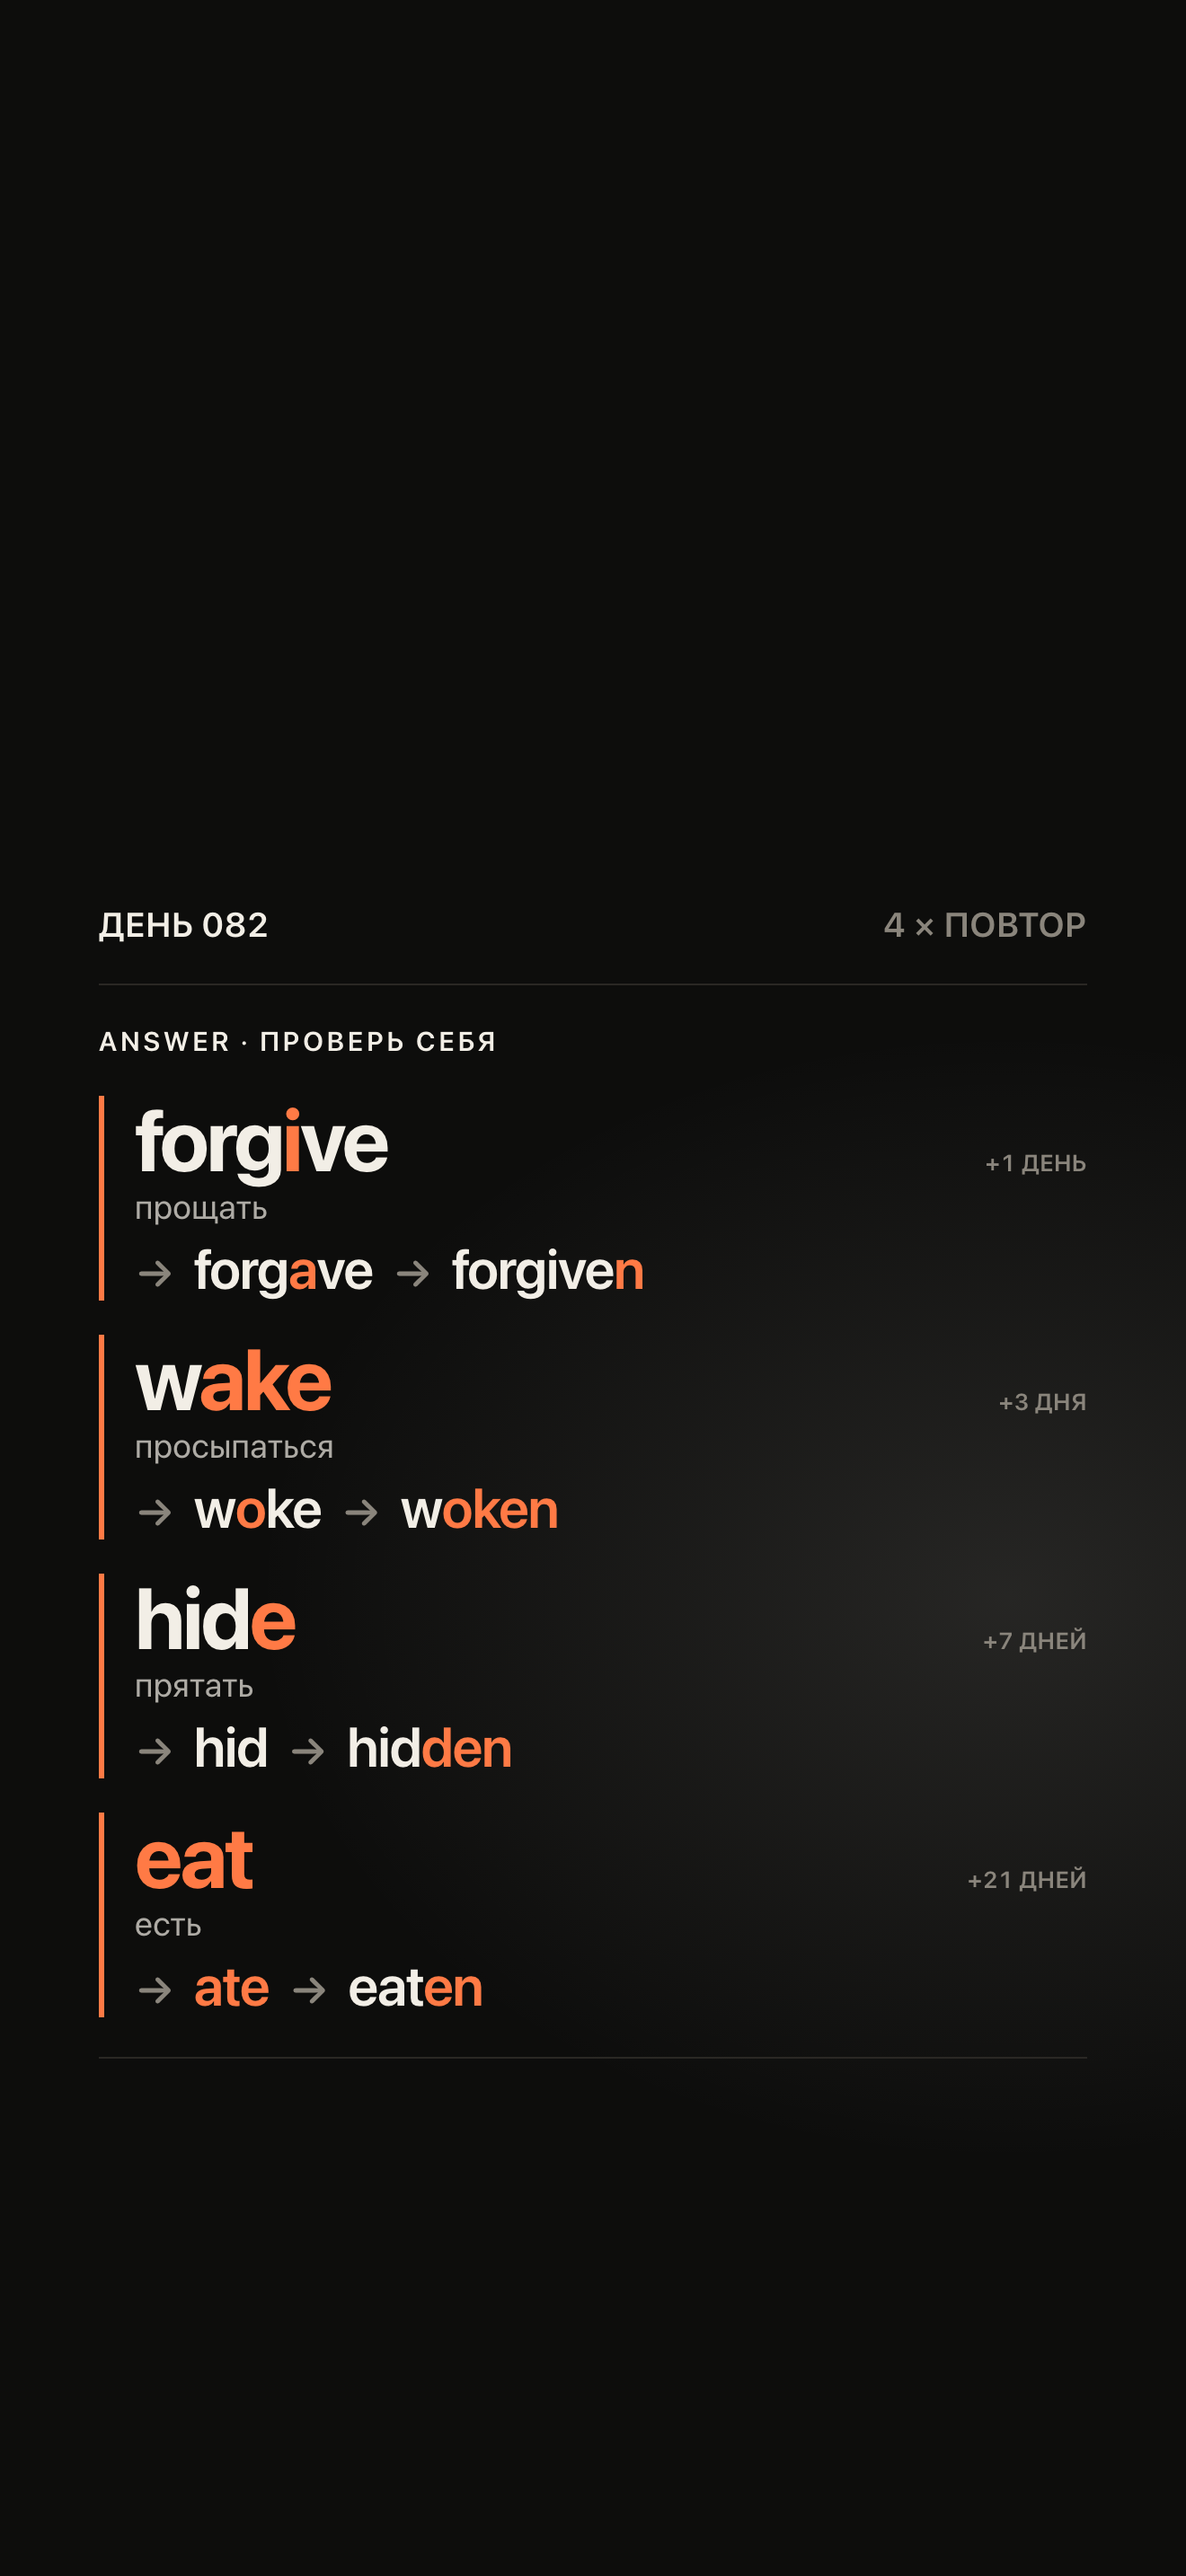 ДЕНЬ 082 4 × ПОВТОР
ANSWER · ПРОВЕРЬ СЕБЯ
forgive +1 ДЕНЬ
прощать
→ forgave → forgiven
wake +3 ДНЯ
просыпаться
→ woke → woken
hide +7 ДНЕЙ
прятать
→ hid → hidden
eat +21 ДНЕЙ
есть
→ ate → eaten